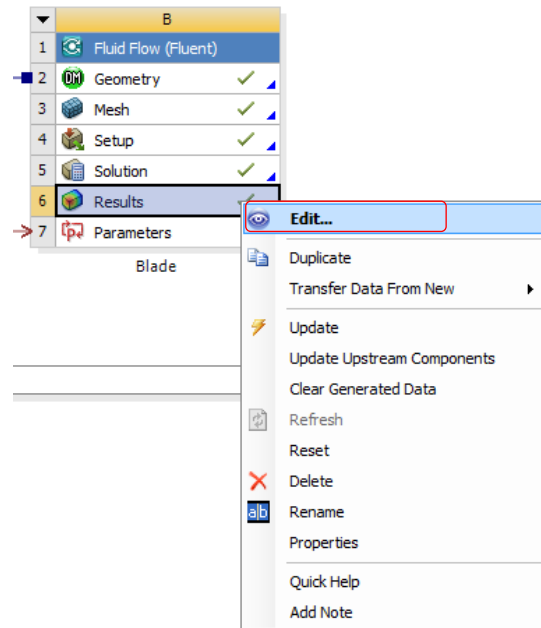 B
1 Fluid Flow (Fluent)
2 DM Geometry
3 Mesh
4 Setup
5 Solution
6 Results
7 Parameters
Blade
Edit...
Duplicate
Transfer Data From New
Update
Update Upstream Components
Clear Generated Data
Refresh
Reset
Delete
a|b Rename
Properties
Quick Help
Add Note